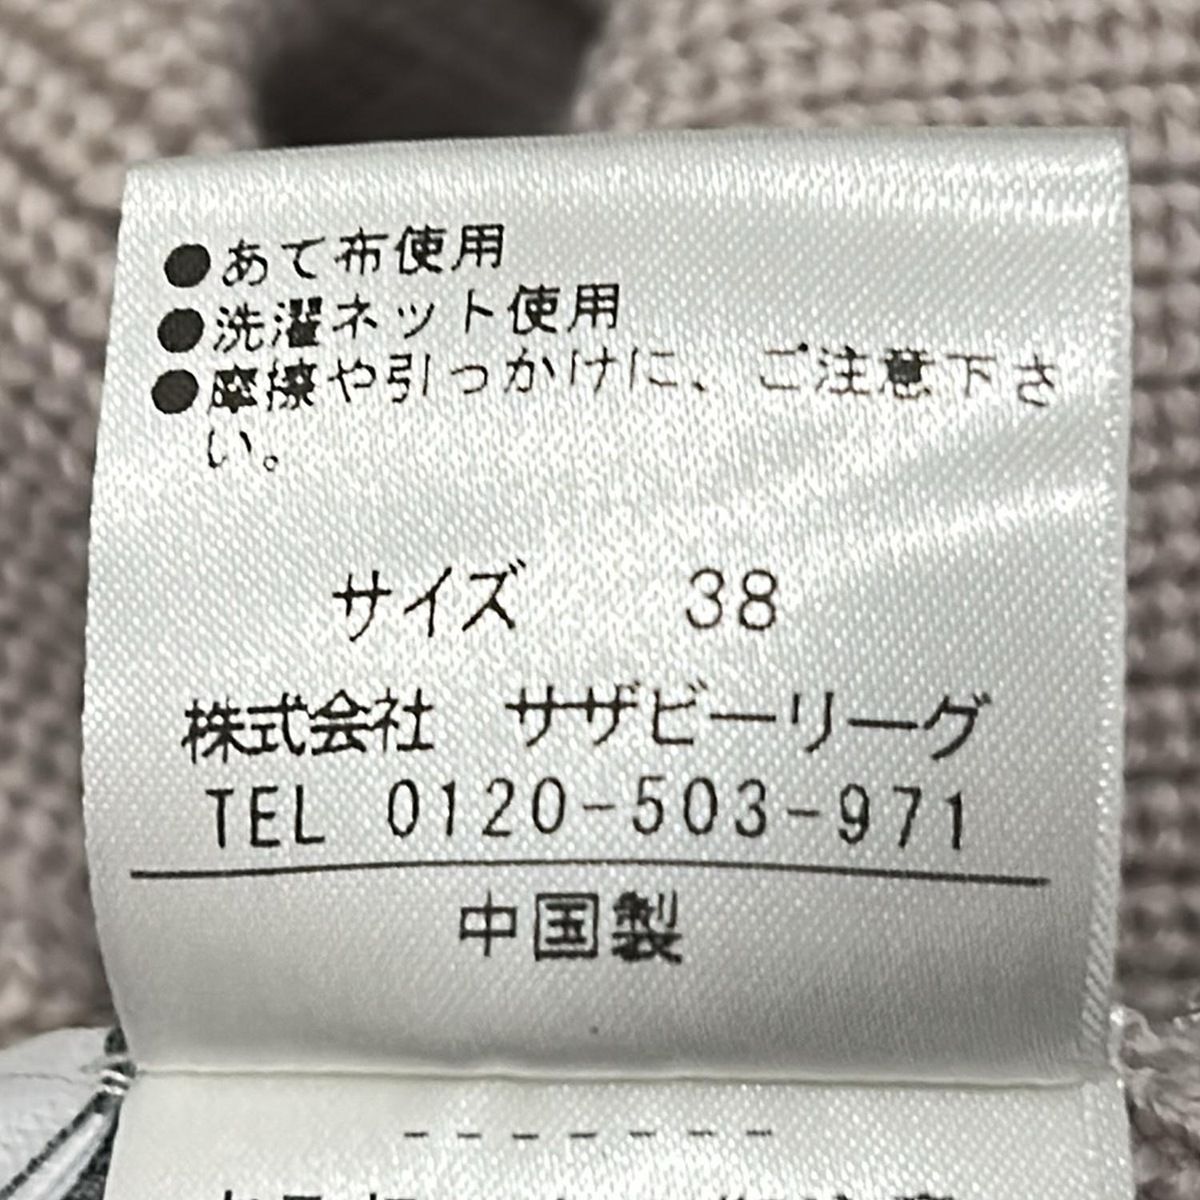 ●あて布使用
●洗濯ネット使用
●摩擦や引っかけに、ご注意下さ
い。
サイズ 38
株式会社 サザビーリーグ
TEL 0120-503-971
中国製
-------